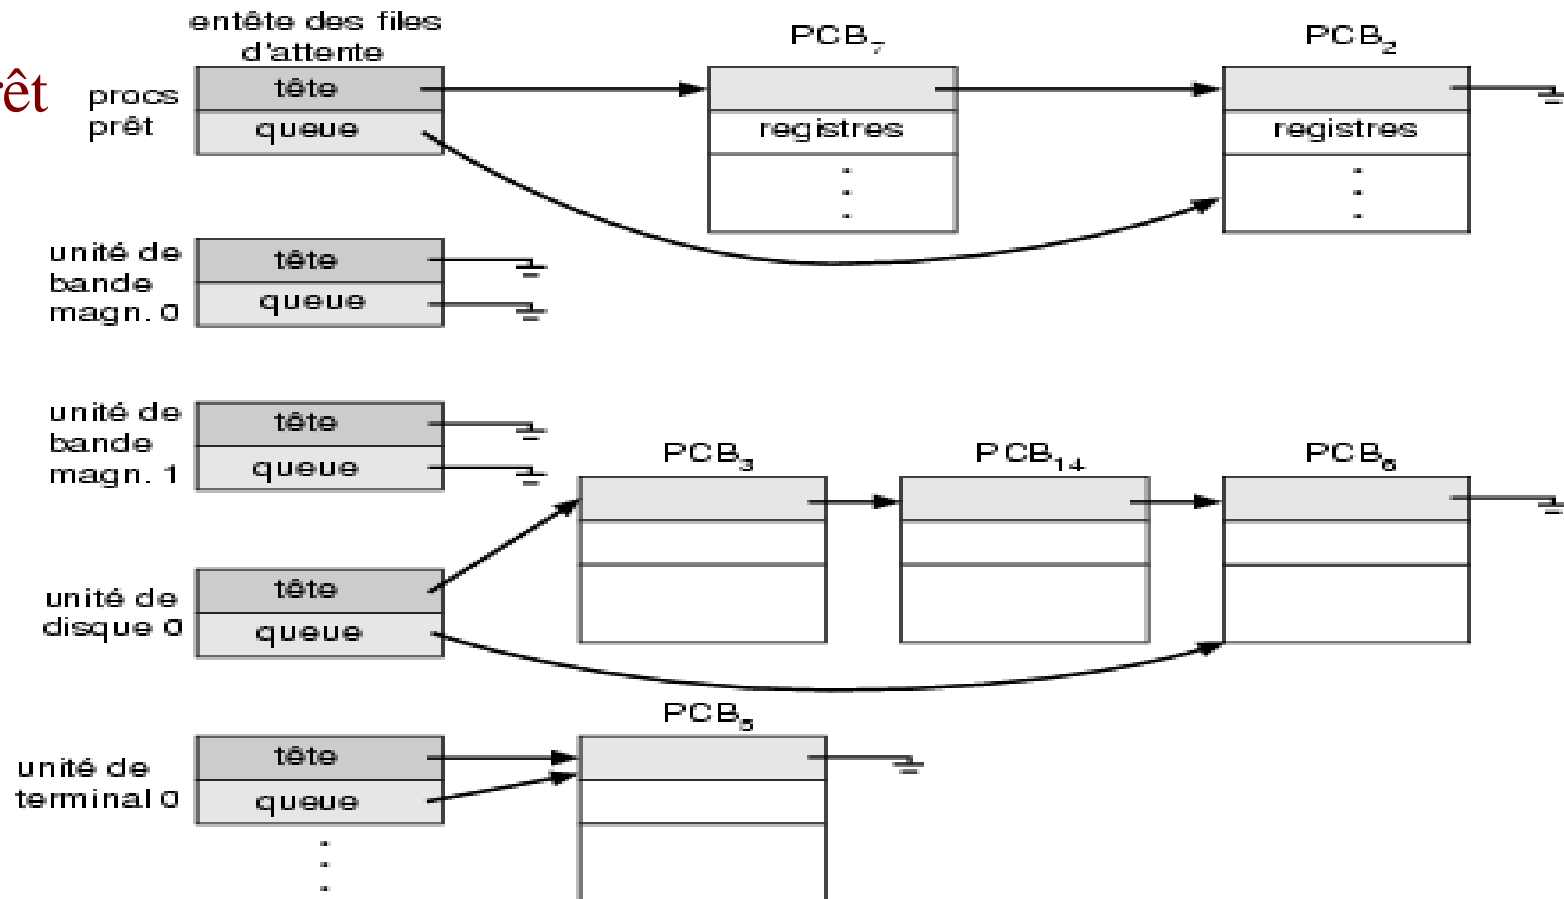 entête des files
d'attente
PCB7
PCB2
rêt
procs
prêt
tête
queue
registres
registres
unité de
bande
magn. 0
tête
queue
unité de
bande
magn. 1
tête
queue
PCB3
PCB14
PCB6
unité de
disque 0
tête
queue
PCB5
unité de
terminal 0
tête
queue